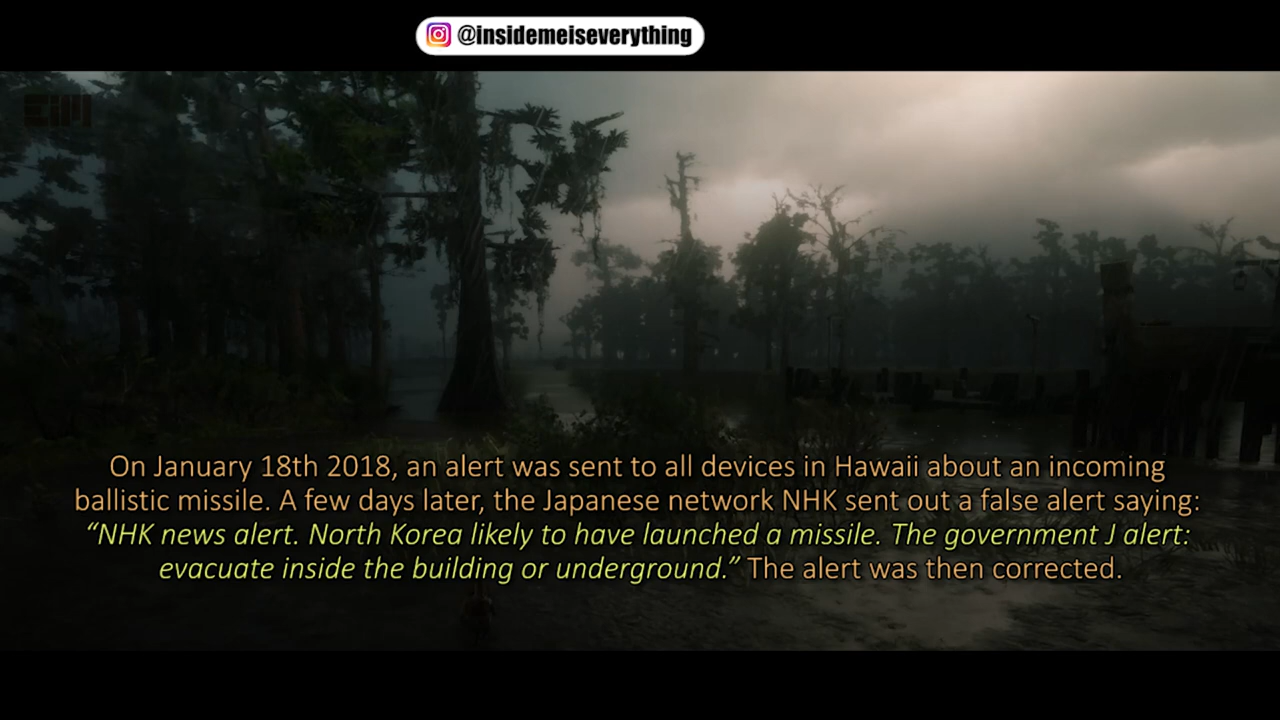 @insidemeiseverything
EIM
On January 18th 2018, an alert was sent to all devices in Hawaii about an incoming
ballistic missile. A few days later, the Japanese network NHK sent out a false alert saying:
“NHK news alert. North Korea likely to have launched a missile. The government J alert:
evacuate inside the building or underground.” The alert was then corrected.